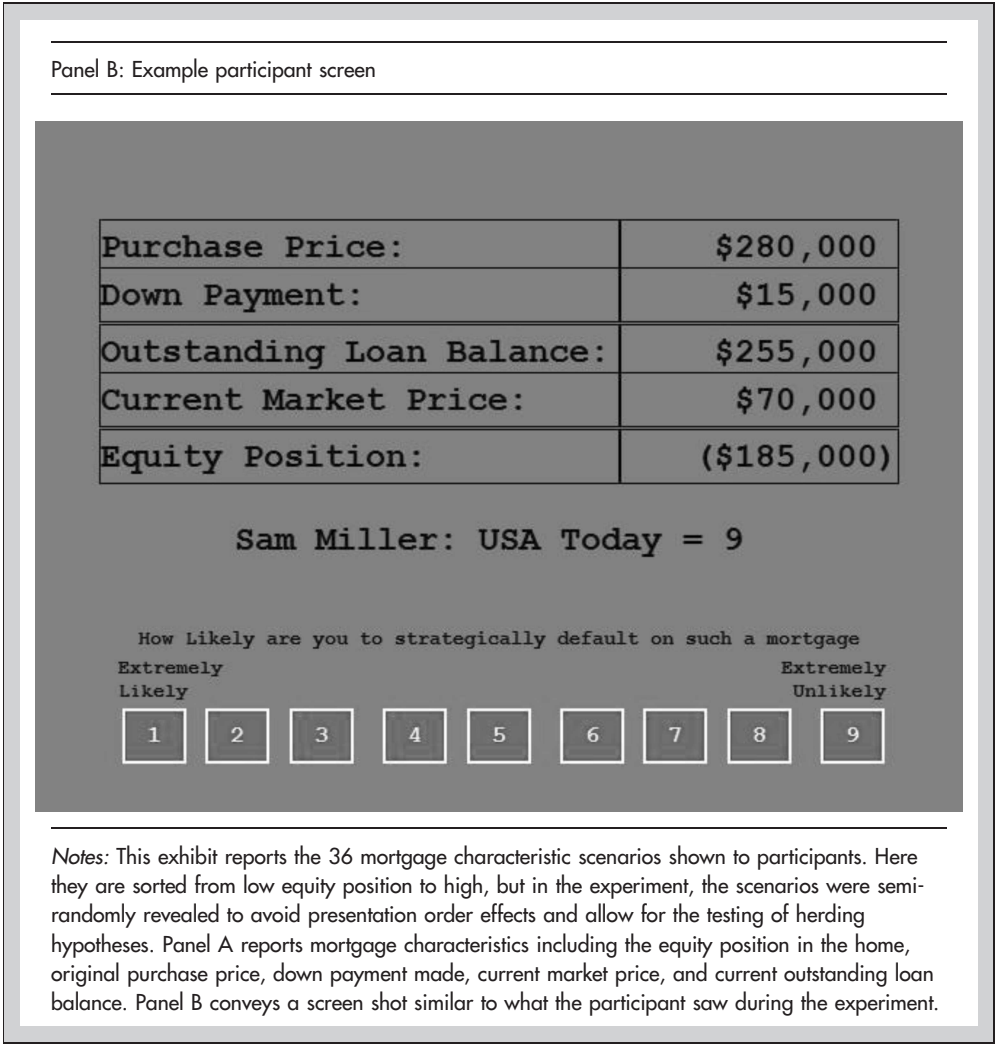 Panel B: Example participant screen
Purchase Price: $280,000
Down Payment: $15,000
Outstanding Loan Balance: $255,000
Current Market Price: $70,000
Equity Position: ($185,000)
Sam Miller: USA Today = 9
How Likely are you to strategically default on such a mortgage
Extremely Extremely
Likely Unlikely
1 2 3 4 5 6 7 8 9
Notes: This exhibit reports the 36 mortgage characteristic scenarios shown to participants. Here
they are sorted from low equity position to high, but in the experiment, the scenarios were semi-
randomly revealed to avoid presentation order effects and allow for the testing of herding
hypotheses. Panel A reports mortgage characteristics including the equity position in the home,
original purchase price, down payment made, current market price, and current outstanding loan
balance. Panel B conveys a screen shot similar to what the participant saw during the experiment.